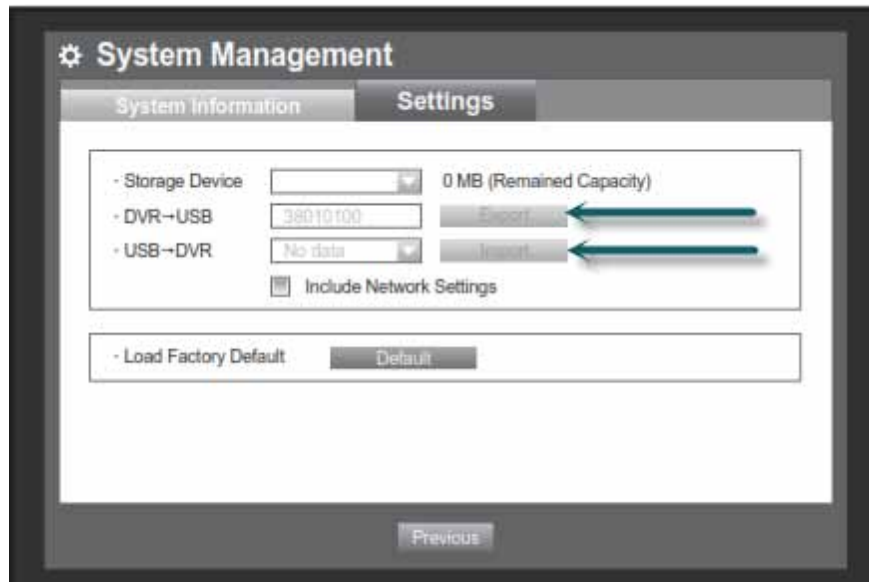 System Management
System Information Settings
· Storage Device 0 MB (Remained Capacity)
· DVR→USB 38010100 Export
· USB→DVR No data Import
Include Network Settings
· Load Factory Default Default
Previous